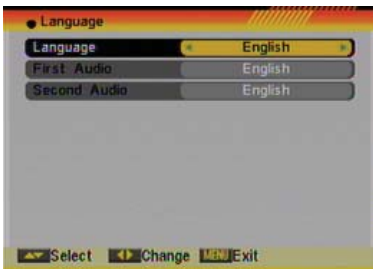 Language
Language English
First Audio English
Second Audio English
Select Change MENU Exit